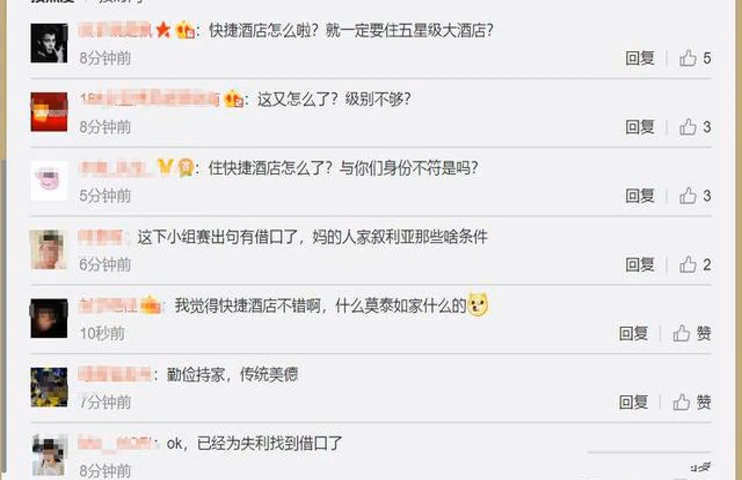 ：快捷酒店怎么啦？就一定要住五星级大酒店？
8分钟前
回复 5
：这又怎么了？级别不够？
8分钟前
回复 3
：住快捷酒店怎么了？与你们身份不符是吗？
5分钟前
回复 3
：这下小组赛出句有借口了，妈的人家叙利亚那些啥条件
6分钟前
回复 2
：我觉得快捷酒店不错啊，什么莫泰如家什么的
10秒前
回复 赞
：勤俭持家，传统美德
7分钟前
回复 赞
：ok，已经为失利找到借口了
8分钟前